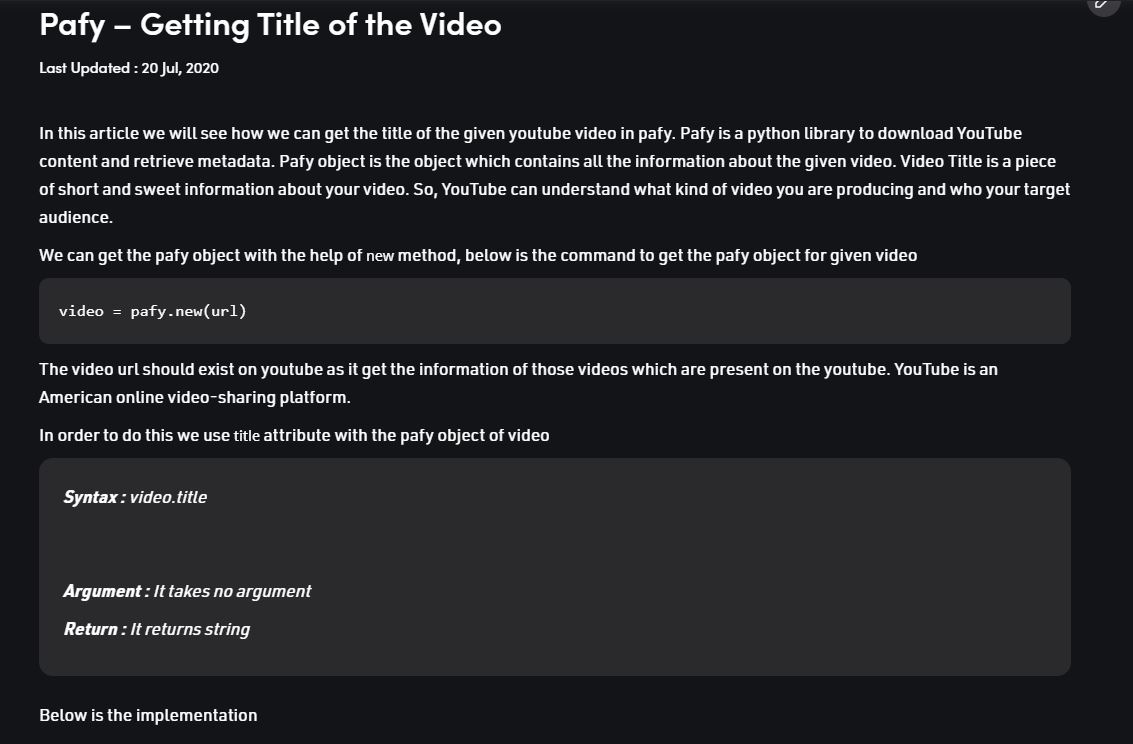 Pafy – Getting Title of the Video
Last Updated : 20 Jul, 2020
In this article we will see how we can get the title of the given youtube video in pafy. Pafy is a python library to download YouTube
content and retrieve metadata. Pafy object is the object which contains all the information about the given video. Video Title is a piece
of short and sweet information about your video. So, YouTube can understand what kind of video you are producing and who your target
audience.
We can get the pafy object with the help of new method, below is the command to get the pafy object for given video
video = pafy.new(url)
The video url should exist on youtube as it get the information of those videos which are present on the youtube. YouTube is an
American online video-sharing platform.
In order to do this we use title attribute with the pafy object of video
Syntax : video.title
Argument : It takes no argument
Return : It returns string
Below is the implementation